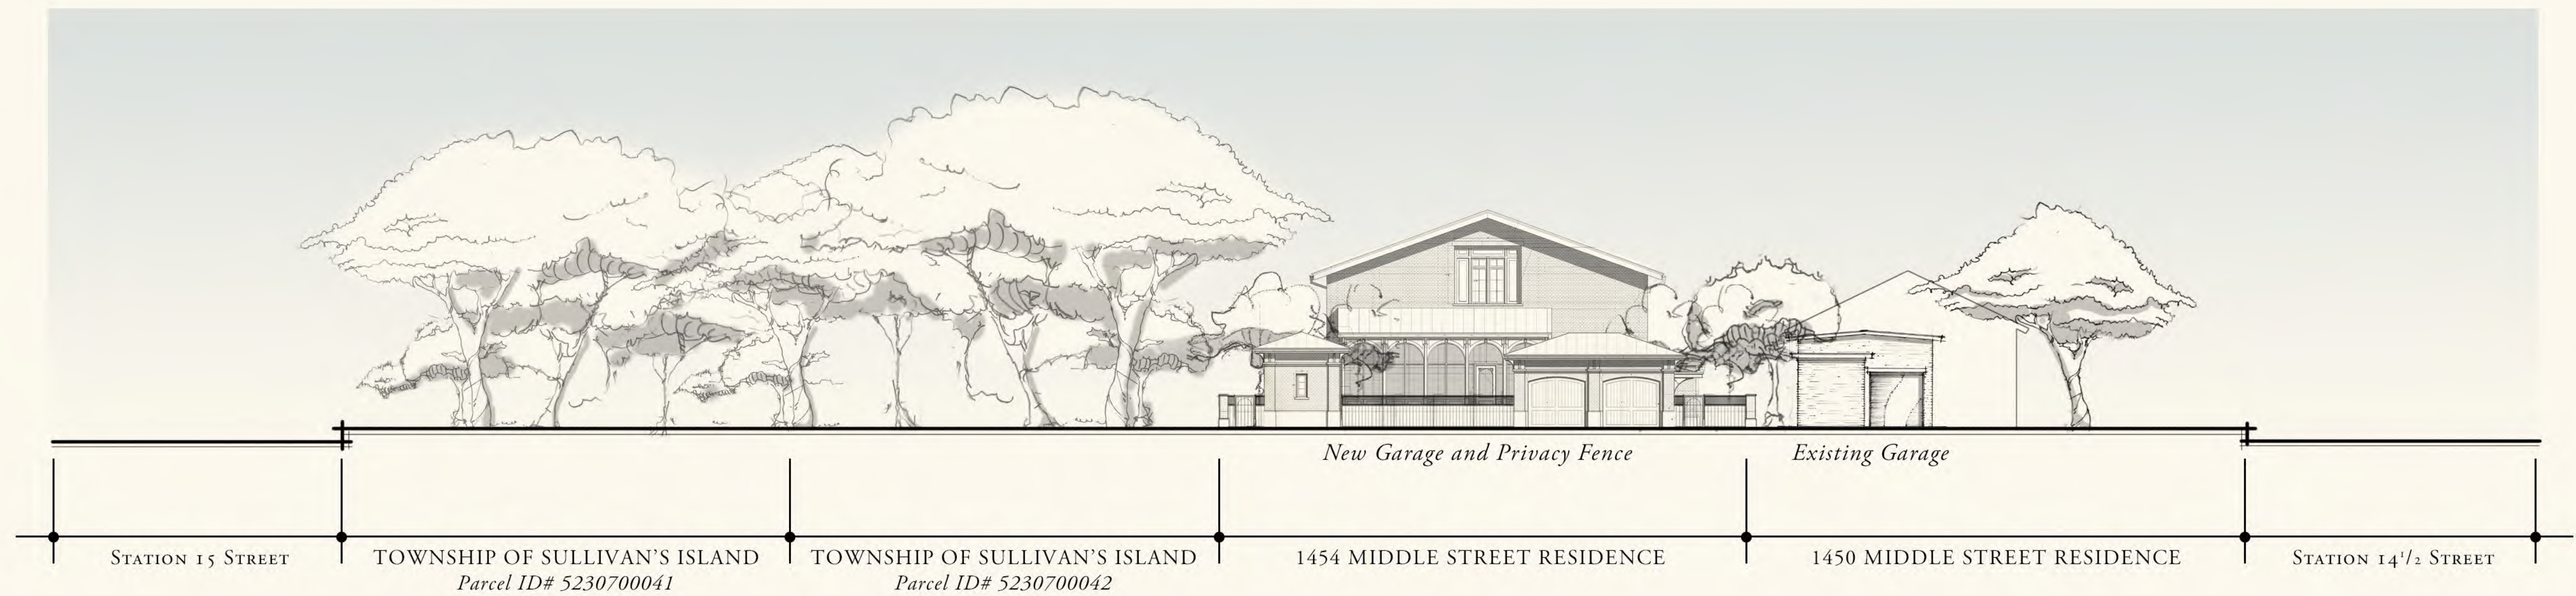 New Garage and Privacy Fence
Existing Garage
Station 15 Street
TOWNSHIP OF SULLIVAN'S ISLAND
Parcel ID# 5230700041
TOWNSHIP OF SULLIVAN'S ISLAND
Parcel ID# 5230700042
1454 MIDDLE STREET RESIDENCE
1450 MIDDLE STREET RESIDENCE
Station 14 1/2 Street